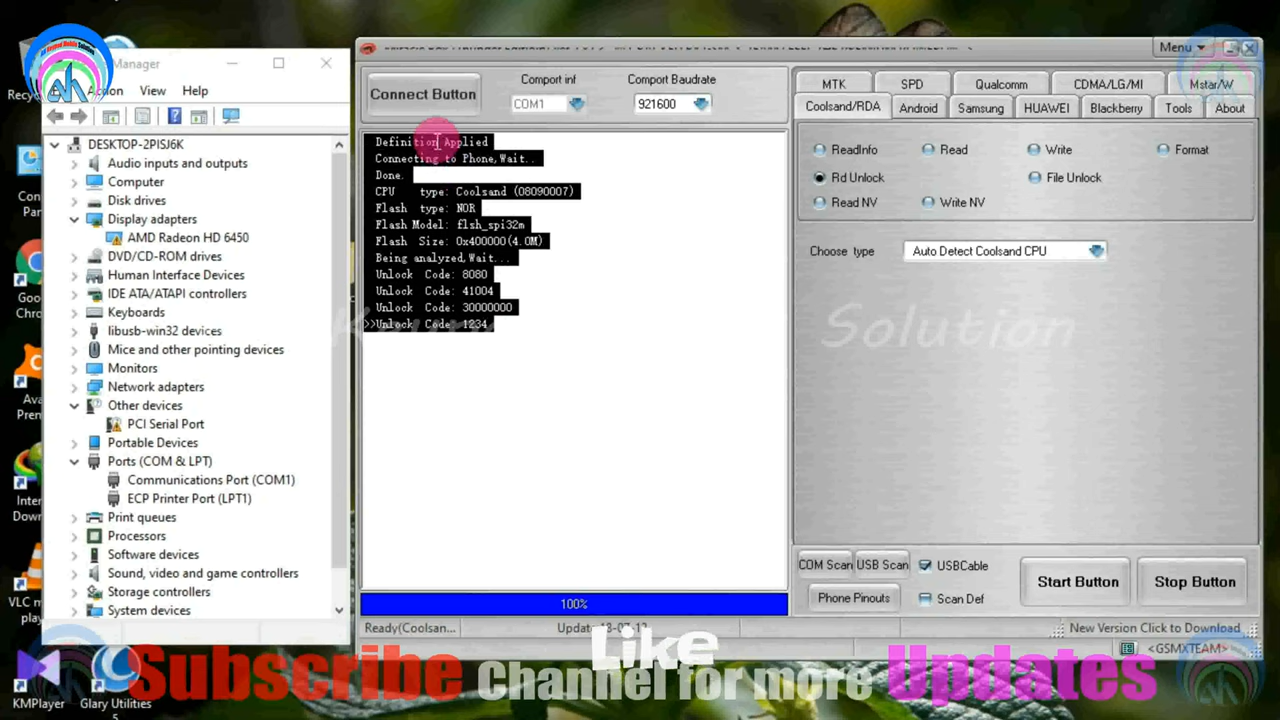 Manager
View
Help
DESKTOP-2PISJ6K
Audio inputs and outputs
Computer
Disk drives
Display adapters
AMD Radeon HD 6450
DVD/CD-ROM drives
Human Interface Devices
IDE ATA/ATAPI controllers
Keyboards
libusb-win32 devices
Mice and other pointing devices
Monitors
Network adapters
Other devices
PCI Serial Port
Portable Devices
Ports (COM & LPT)
Communications Port (COM1)
ECP Printer Port (LPT1)
Print queues
Processors
Software devices
Sound, video and game controllers
Storage controllers
System devices
KMPlayer
Glary Utilities
5
Menu
Connect Button
Comport inf
COM1
Comport Baudrate
921600
Definition Applied
Connecting to Phone,Wait..
Done.
CPU type: Coolsand (08090007)
Flash type: NOR
Flash Model: flsh_spi32m
Flash Size: 0x400000(4.0M)
Being analyzed,Wait...
Unlock Code: 8080
Unlock Code: 41004
Unlock Code: 30000000
>>Unlock Code: 1234
100%
MTK
SPD
Qualcomm
CDMA/LG/MI
Mstar/W
Coolsand/RDA
Android
Samsung
HUAWEI
Blackberry
Tools
About
ReadInfo
Read
Write
Format
Rd Unlock
File Unlock
Read NV
Write NV
Choose type
Auto Detect Coolsand CPU
Solution
COM Scan
USB Scan
USBCable
Start Button
Stop Button
Phone Pinouts
Scan Def
Ready(Coolsan...
New Version Click to Download
<GSMXTEAM>
Like
Subscribe Channel for more Updates